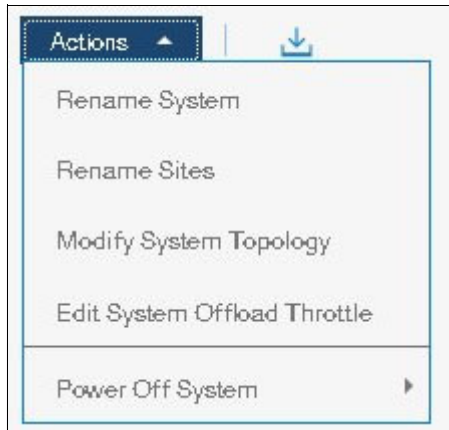 Actions
Rename System
Rename Sites
Modify System Topology
Edit System Offload Throttle
Power Off System